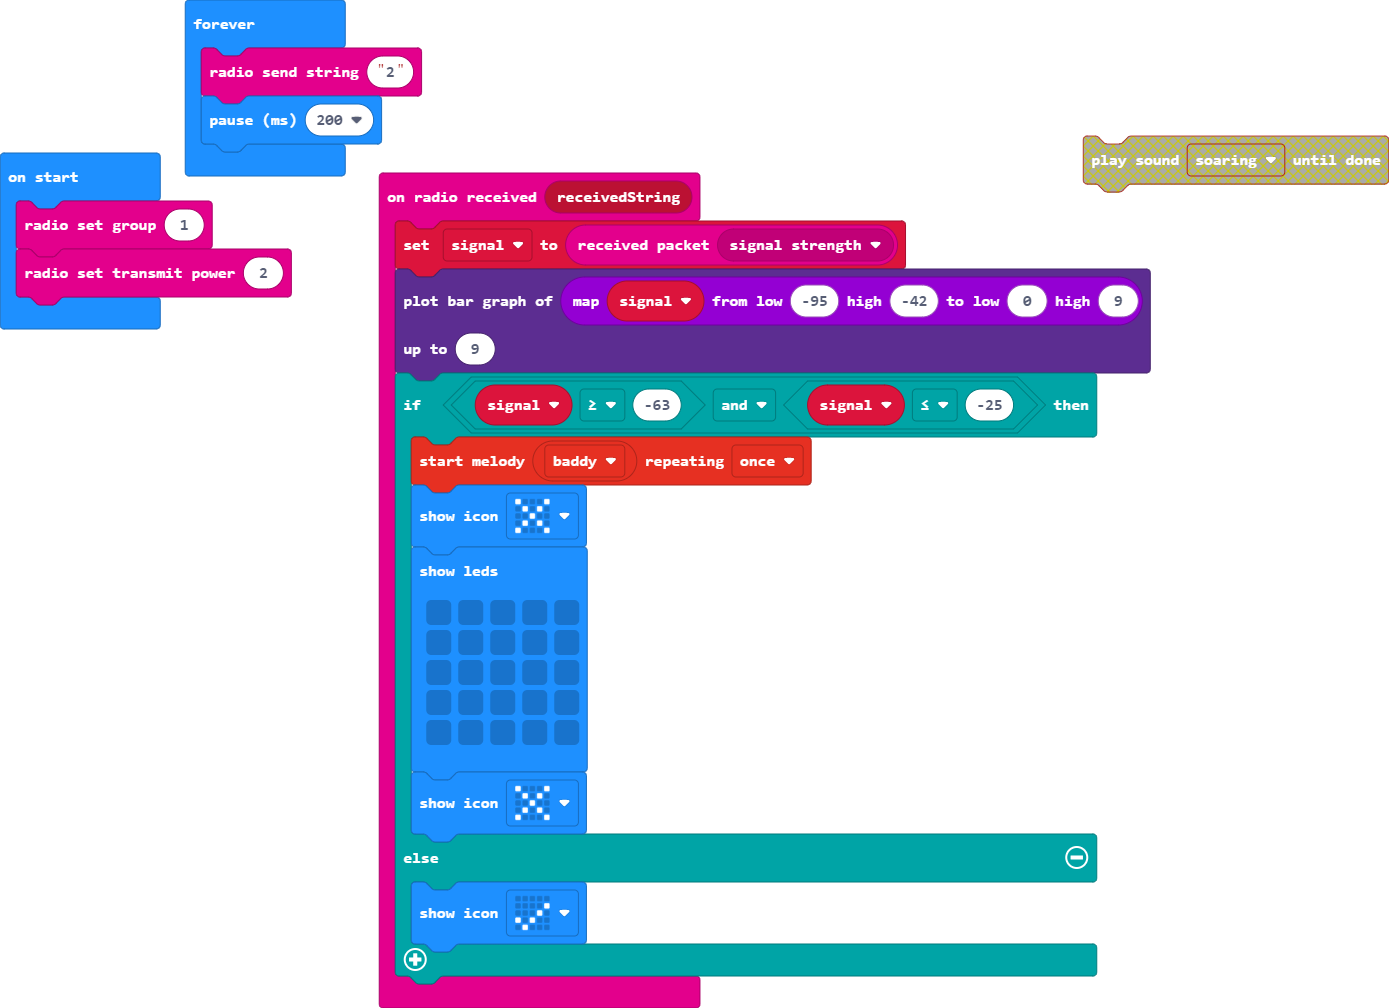 forever
radio send string "2"
pause (ms) 200
on start
radio set group 1
radio set transmit power 2
play sound soaring until done
on radio received receivedString
set signal to received packet signal strength
plot bar graph of map signal from low -95 high -42 to low 0 high 9
up to 9
if signal ≥ -63 and signal ≤ -25 then
start melody baddy repeating once
show icon
show leds
show icon
else
show icon